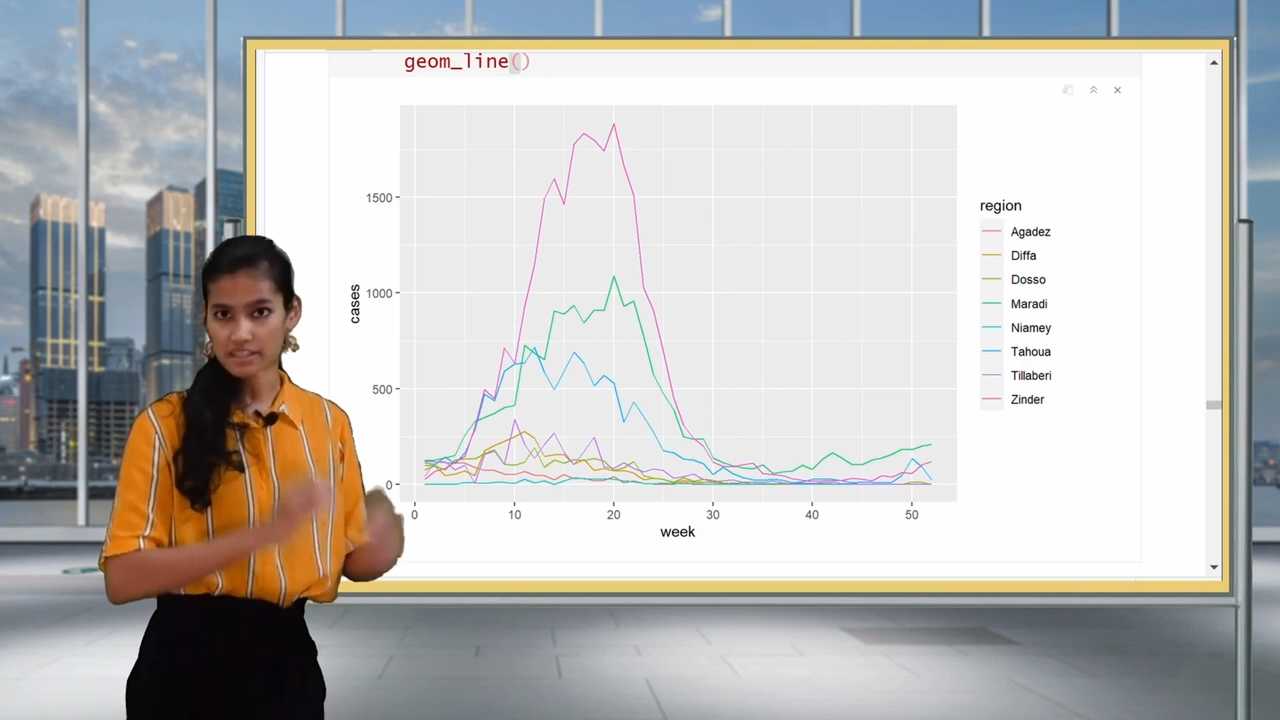 geom_line()
1500
1000
500
0
cases
0 10 20 30 40 50
week
region
Agadez
Diffa
Dosso
Maradi
Niamey
Tahoua
Tillaberi
Zinder